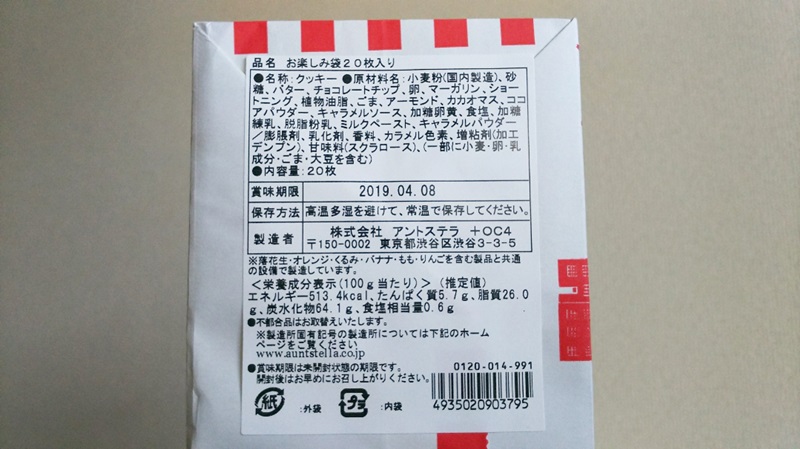 品名 お楽しみ袋20枚入り
●名称:クッキー ●原材料名:小麦粉(国内製造)、砂
糖、バター、チョコレートチップ、卵、マーガリン、ショー
トニング、植物油脂、ごま、アーモンド、カカオマス、ココ
アパウダー、キャラメルソース、加糖卵黄、食塩、加糖
練乳、脱脂粉乳、ミルクペースト、キャラメルパウダー
/膨脹剤、乳化剤、香料、カラメル色素、増粘剤(加工
デンプン)、甘味料(スクラロース)、(一部に小麦・卵・乳
成分・ごま・大豆を含む)
●内容量:20枚
賞味期限 2019.04.08
保存方法 高温多湿を避けて、常温で保存してください。
製造者 株式会社 アントステラ +OC4
〒150-0002 東京都渋谷区渋谷3-3-5
※落花生・オレンジ・くるみ・バナナ・もも・りんごを含む製品と共通
の設備で製造しています。
<栄養成分表示(100g当たり)> (推定値)
エネルギー513.4kcal、たんぱく質5.7g、脂質26.0
g、炭水化物64.1g、食塩相当量0.6g
●不都合品はお取替えいたします。
※製造所固有記号の製造所については下記のホーム
ページをご覧ください
www.auntstella.co.jp
●賞味期限は未開封状態の期限です。
開封後はお早めにお召し上がりください。
0120-014-991
紙 :外袋 プラ :内袋
4935020903795